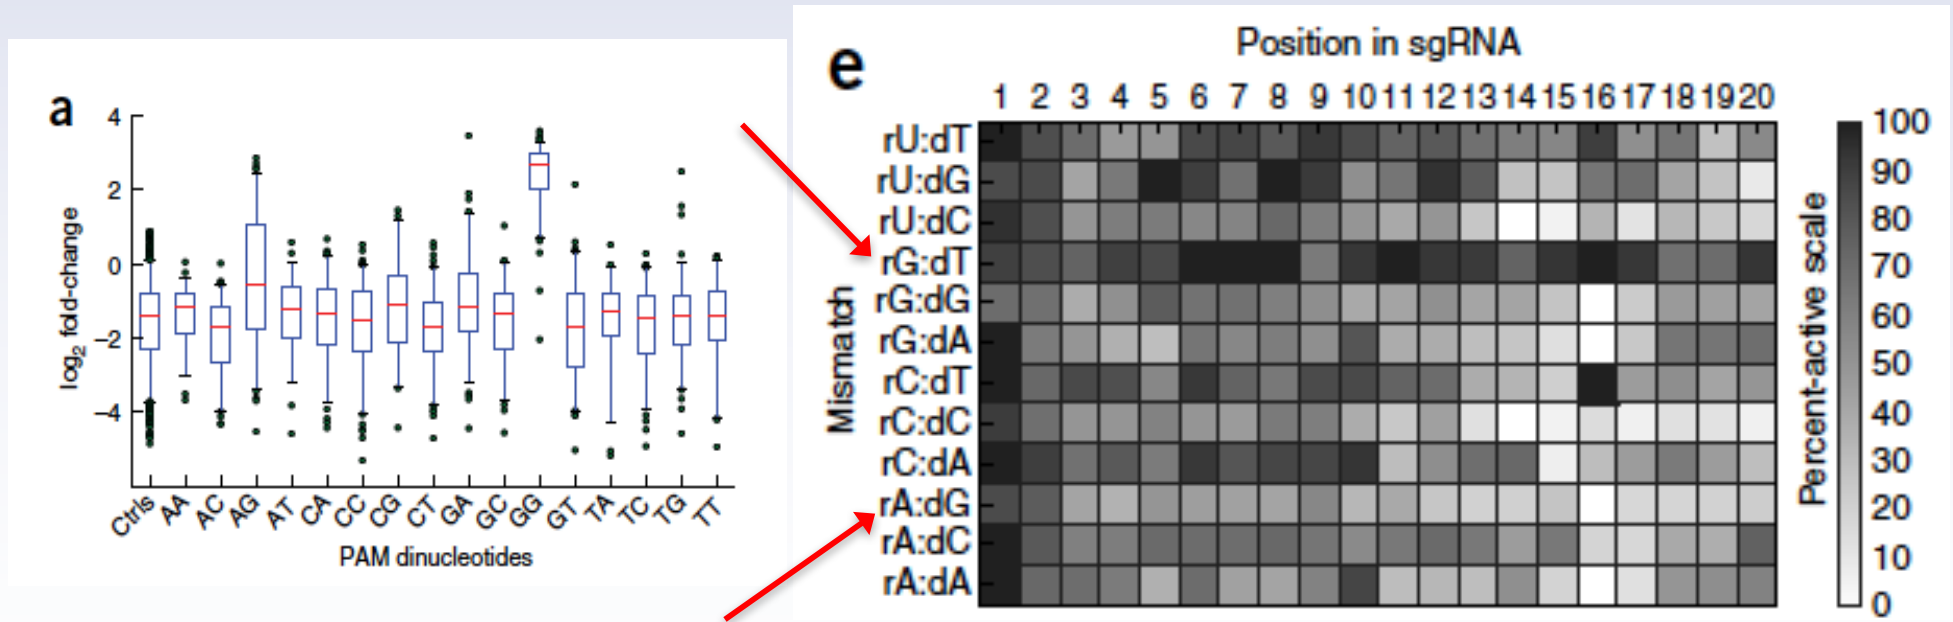 a
4
2
0
−2
−4
log2 fold-change
Ctrls AA AC AG AT CA CC CG CT GA GC GG GT TA TC TG TT
PAM dinucleotides
e
Position in sgRNA
1 2 3 4 5 6 7 8 9 10 11 12 13 14 15 16 17 18 19 20
Mismatch
rU:dT
rU:dG
rU:dC
rG:dT
rG:dG
rG:dA
rC:dT
rC:dC
rC:dA
rA:dG
rA:dC
rA:dA
100
90
80
70
60
50
40
30
20
10
0
Percent-active scale